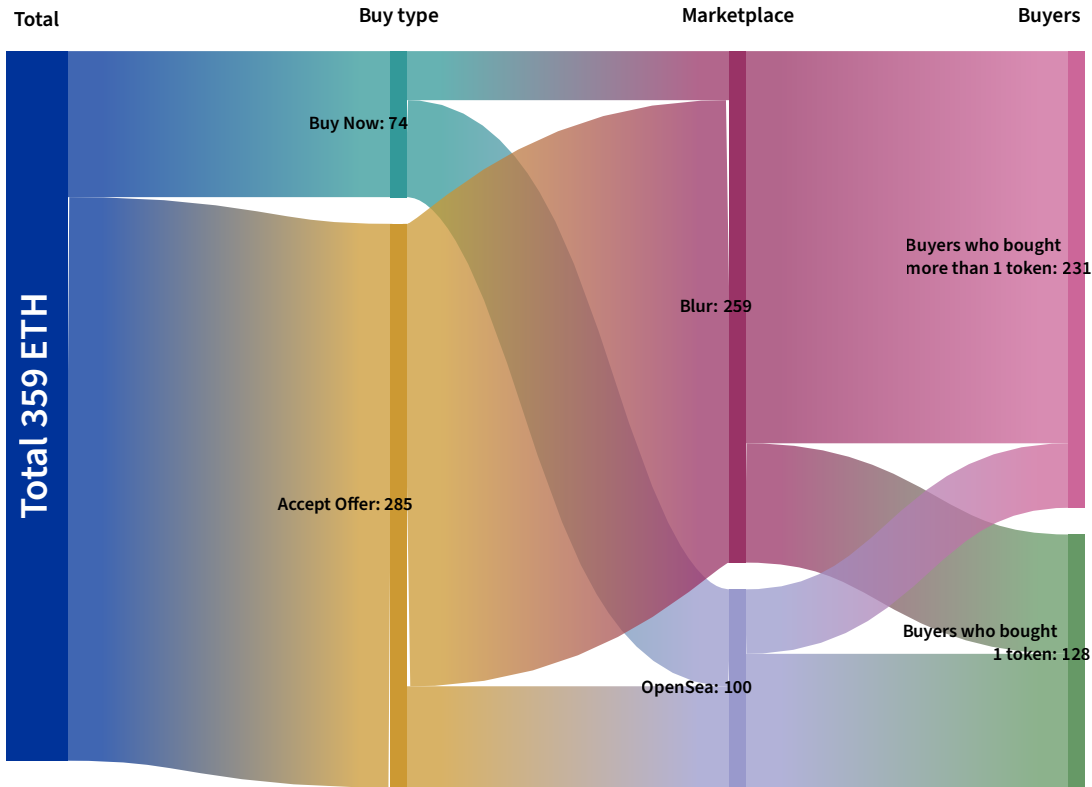 Total
Buy type
Marketplace
Buyers
Buy Now: 74
Buyers who bought
more than 1 token: 231
Blur: 259
Total 359 ETH
Accept Offer: 285
Buyers who bought
1 token: 128
OpenSea: 100